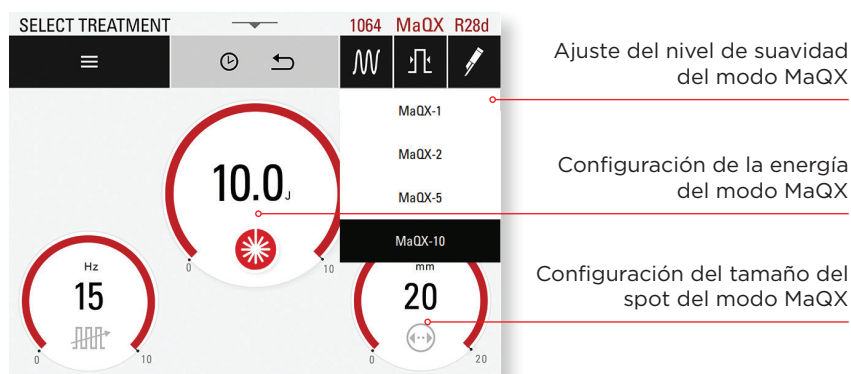 SELECT TREATMENT
1064 MaQX R28d
MaQX-1
MaQX-2
MaQX-5
MaQX-10
10.0 J
0 10
Hz
15
0 10
mm
20
0 20
Ajuste del nivel de suavidad
del modo MaQX
Configuración de la energía
del modo MaQX
Configuración del tamaño del
spot del modo MaQX